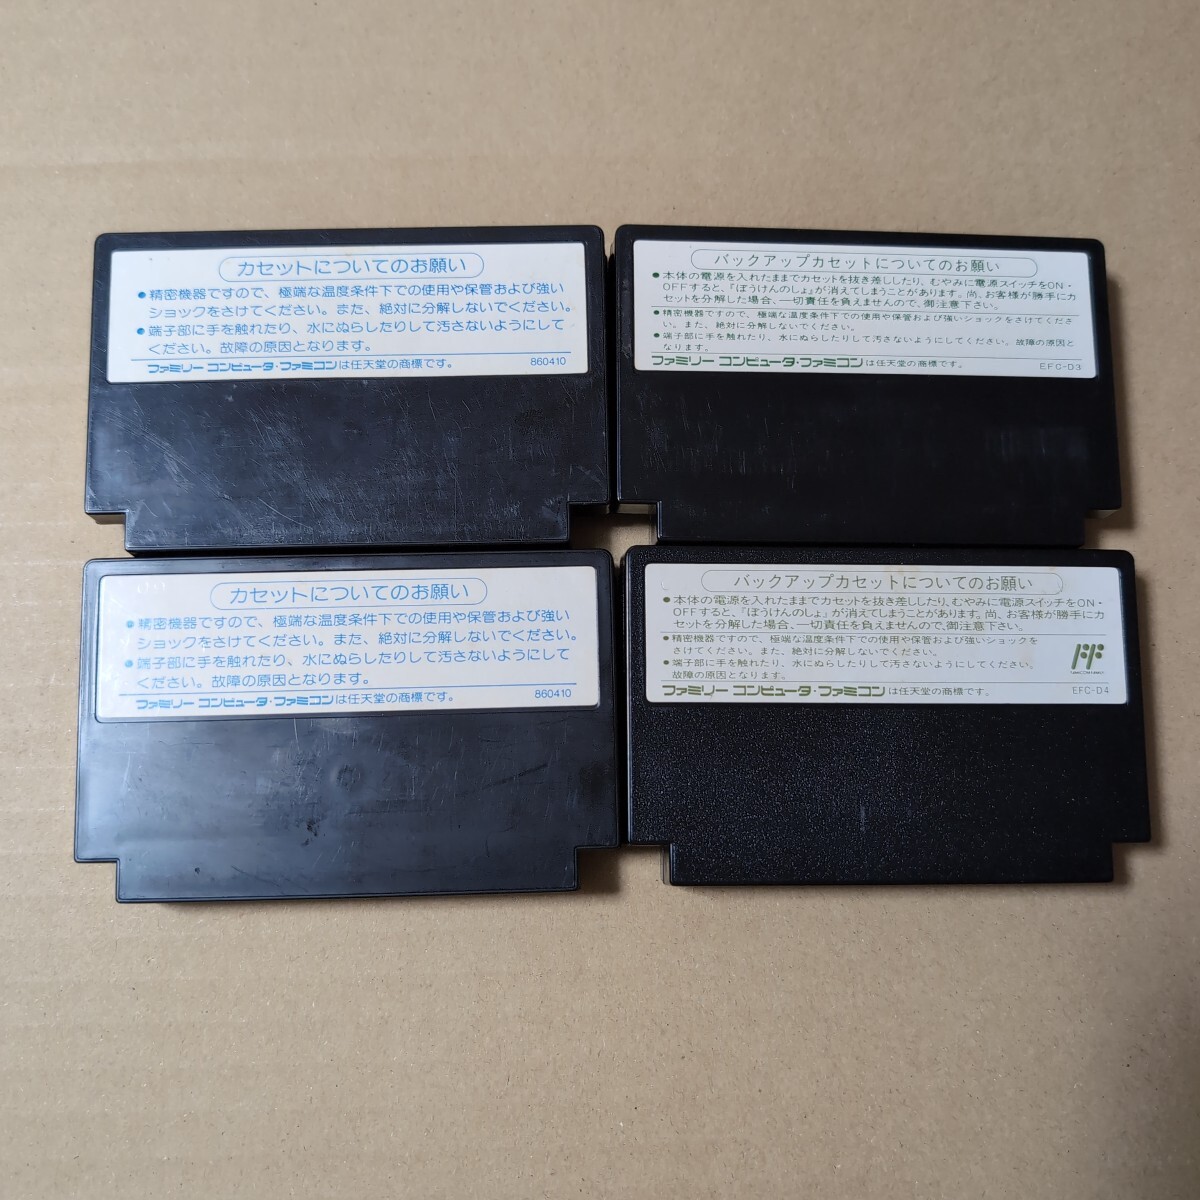 カセットについてのお願い
●精密機器ですので、極端な温度条件下での使用や保管および強い
ショックをさけてください。また、絶対に分解しないでください。
●端子部に手を触れたり、水にぬらしたりして汚さないようにして
ください。故障の原因となります。
ファミリー コンピュータ・ファミコンは任天堂の商標です。 860410
バックアップカセットについてのお願い
●本体の電源を入れたままでカセットを抜き差ししたり、むやみに電源スイッチをON・
OFFすると、「ぼうけんのしょ」が消えてしまうことがあります。尚、お客様が勝手にカ
セットを分解した場合、一切責任を負えませんので、御注意下さい。
●精密機器ですので、極端な温度条件下での使用や保管および強いショックをさけてくださ
い。また、絶対に分解しないでください。
●端子部に手を触れたり、水にぬらしたりして汚さないようにしてください。故障の原因と
なります。
ファミリー コンピュータ・ファミコンは任天堂の商標です。 EFC-D3
カセットについてのお願い
●精密機器ですので、極端な温度条件下での使用や保管および強い
ショックをさけてください。また、絶対に分解しないでください。
●端子部に手を触れたり、水にぬらしたりして汚さないようにして
ください。故障の原因となります。
ファミリー コンピュータ・ファミコンは任天堂の商標です。 860410
バックアップカセットについてのお願い
●本体の電源を入れたままでカセットを抜き差ししたり、むやみに電源スイッチをON・
OFFすると、「ぼうけんのしょ」が消えてしまうことがあります。尚、お客様が勝手にカ
セットを分解した場合、一切責任を負えませんので、御注意下さい。
●精密機器ですので、極端な温度条件下での使用や保管および強いショックを
さけてください。また、絶対に分解しないでください。
●端子部に手を触れたり、水にぬらしたりして汚さないようにしてください。
故障の原因となります。
ファミリー コンピュータ・ファミコンは任天堂の商標です。 EFC-D4